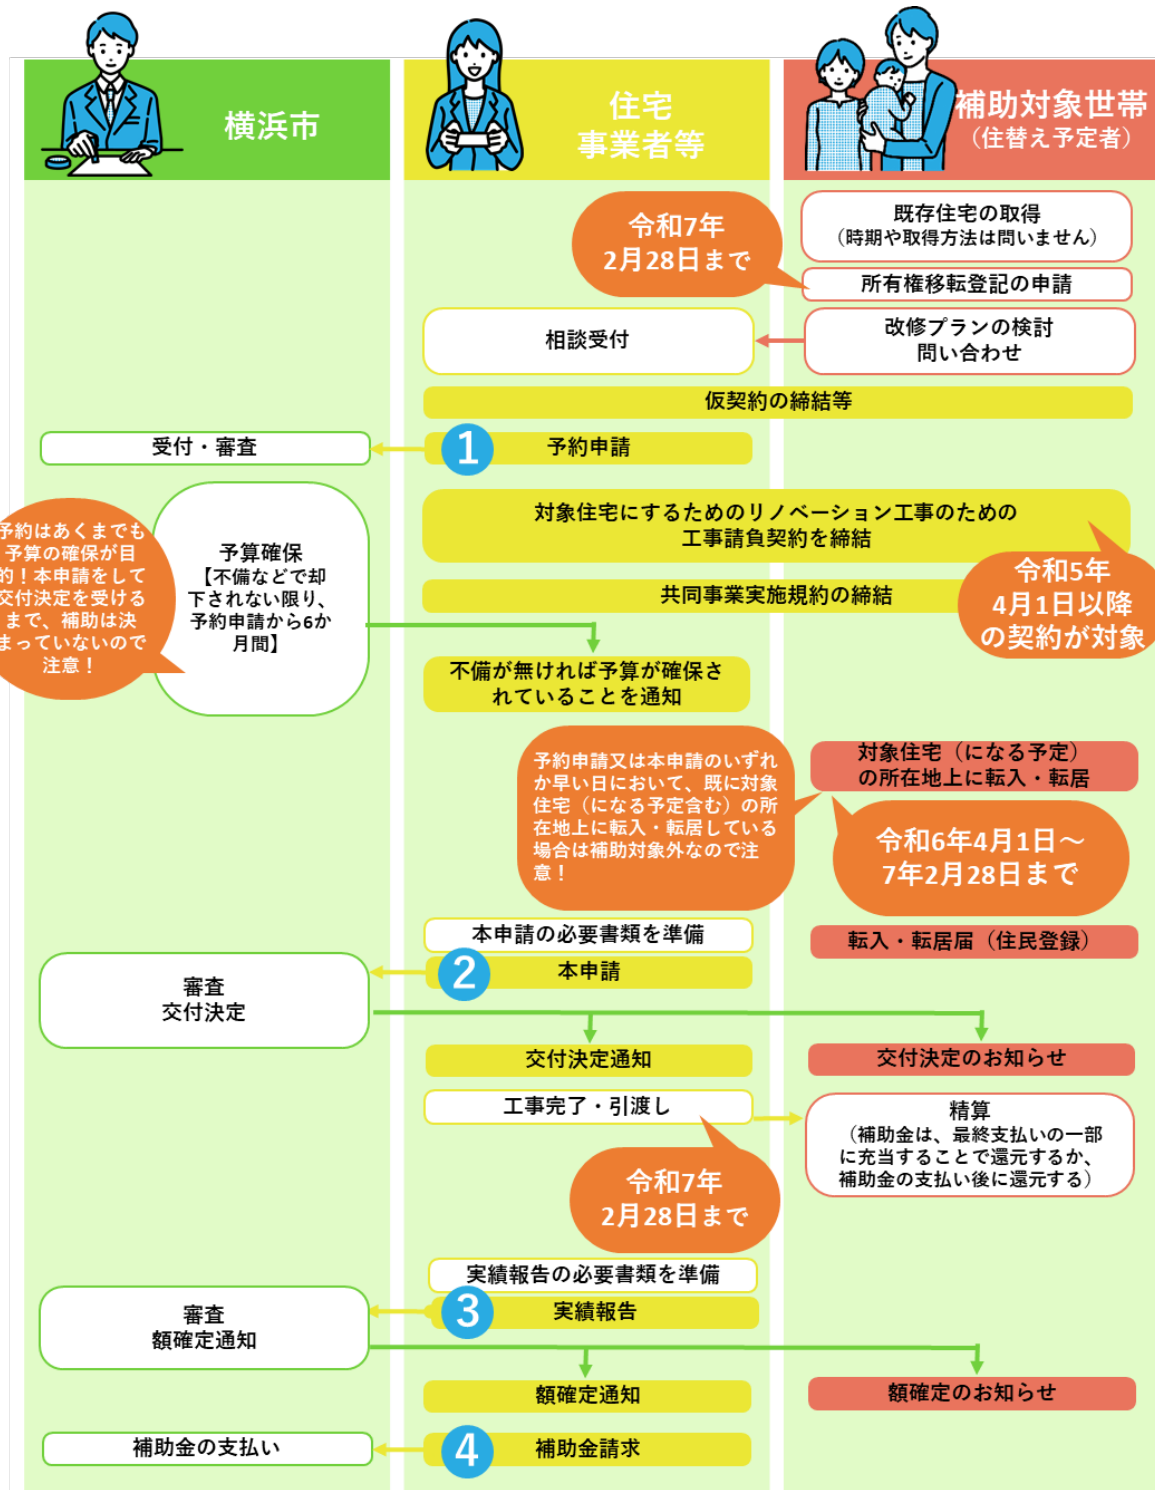 横浜市
住宅
事業者等
補助対象世帯
（住替え予定者）
既存住宅の取得
（時期や取得方法は問いません）
令和7年
2月28日まで
所有権移転登記の申請
改修プランの検討
問い合わせ
相談受付
仮契約の締結等
1
予約申請
受付・審査
対象住宅にするためのリノベーション工事のための
工事請負契約を締結
令和5年
4月1日以降
の契約が対象
共同事業実施規約の締結
予算確保
【不備などで却
下されない限り、
予約申請から6か
月間】
予約はあくまでも
予算の確保が目
的！本申請をして
交付決定を受ける
まで、補助は決
まっていないので
注意！
不備が無ければ予算が確保さ
れていることを通知
対象住宅（になる予定）
の所在地上に転入・転居
予約申請又は本申請のいずれ
か早い日において、既に対象
住宅（になる予定含む）の所
在地上に転入・転居している
場合は補助対象外なので注
意！
令和6年4月1日～
7年2月28日まで
本申請の必要書類を準備
転入・転居届（住民登録）
2
本申請
審査
交付決定
交付決定通知
交付決定のお知らせ
工事完了・引渡し
精算
（補助金は、最終支払いの一部
に充当することで還元するか、
補助金の支払い後に還元する）
令和7年
2月28日まで
実績報告の必要書類を準備
3
実績報告
審査
額確定通知
額確定通知
額確定のお知らせ
4
補助金請求
補助金の支払い